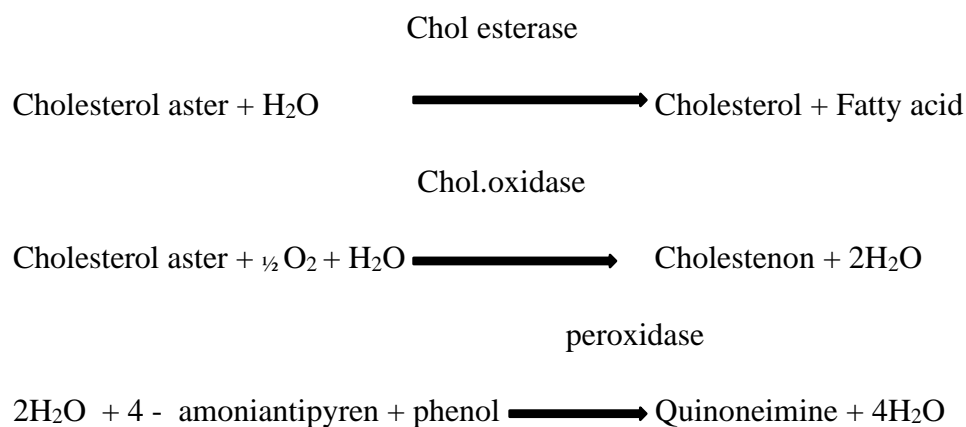 Chol esterase
Cholesterol aster + H₂O → Cholesterol + Fatty acid
Chol.oxidase
Cholesterol aster + ½ O₂ + H₂O → Cholestenon + 2H₂O
peroxidase
2H₂O + 4 - amoniantipyren + phenol → Quinoneimine + 4H₂O